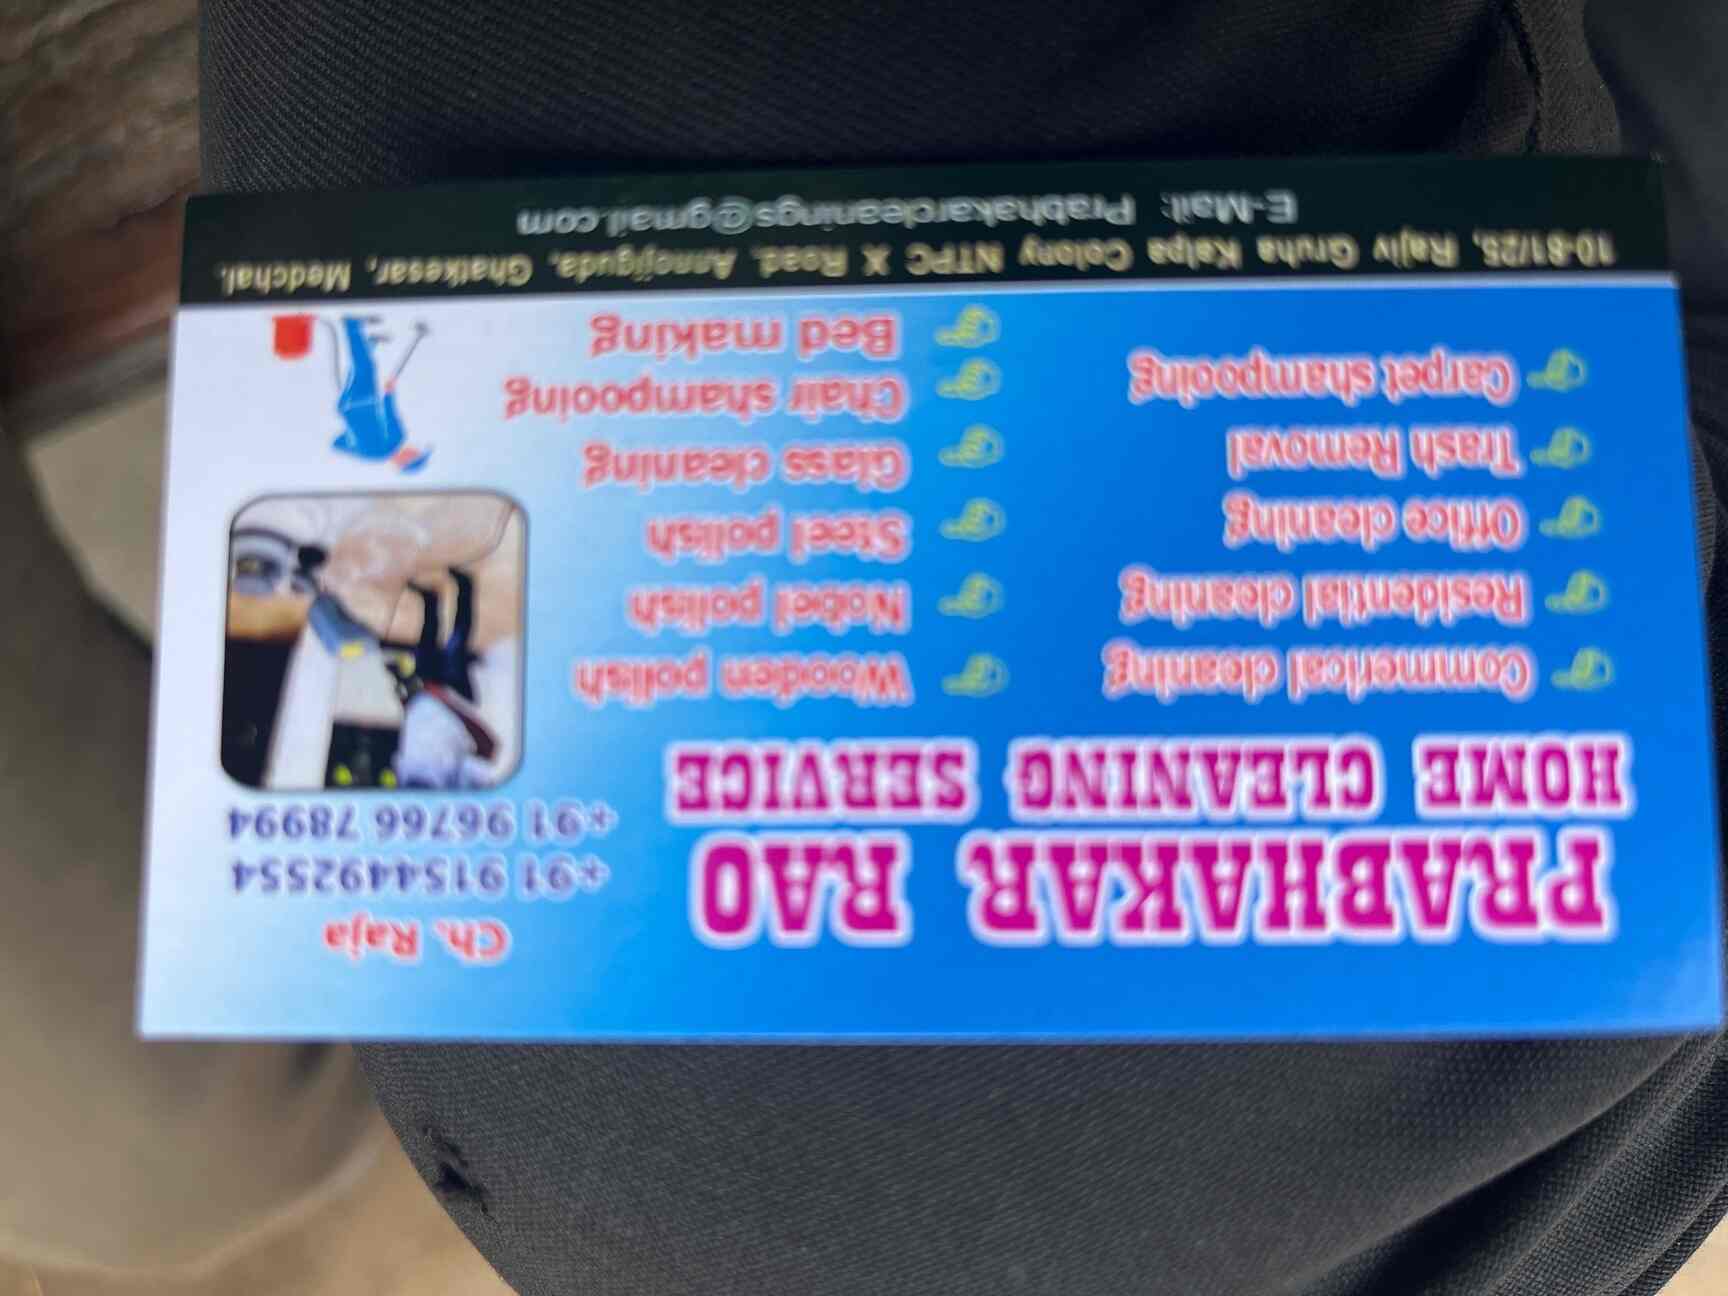 Ch. Raja
+91 9154492554
+91 96766 78994
PRABHAKAR RAO
HOME CLEANING SERVICE
Commerical cleaning
Residential cleaning
Office cleaning
Trash Removal
Carpet shampooing
Wooden polish
Nobel polish
Steel polish
Glass cleaning
Chair shampooing
Bed making
10-81/25, Rajiv Gruha Kalpa Colony NTPC X Road, Annojiguda, Ghatkesar, Medchal.
E-Mail: Prabhakarcleanings@gmail.com